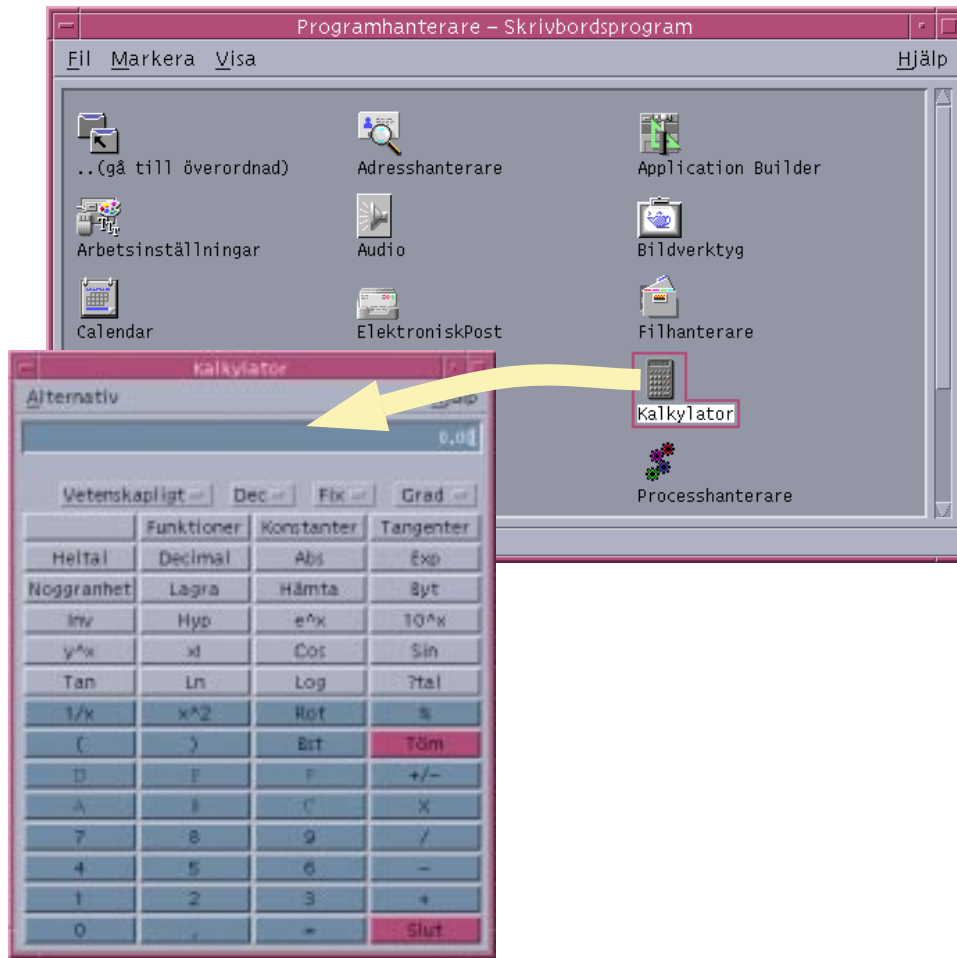 Programhanterare – Skrivbordsprogram
Fil Markera Visa Hjälp
..(gå till överordnad) Adresshanterare Application Builder
Arbetsinställningar Audio Bildverktyg
Calendar ElektroniskPost Filhanterare
Kalkylator
Processhanterare
Kalkylator
Alternativ
0,00
Vetenskapligt Dec Fix Grad
Funktioner Konstanter Tangenter
Heltal Decimal Abs Exp
Noggranhet Lagra Hämta Byt
Inv Hyp e^x 10^x
y^x x! Cos Sin
Tan Ln Log ?tal
1/x x^2 Rot %
( ) Bst Töm
D E F +/-
A B C X
7 8 9 /
4 5 6 -
1 2 3 +
0 , = Slut